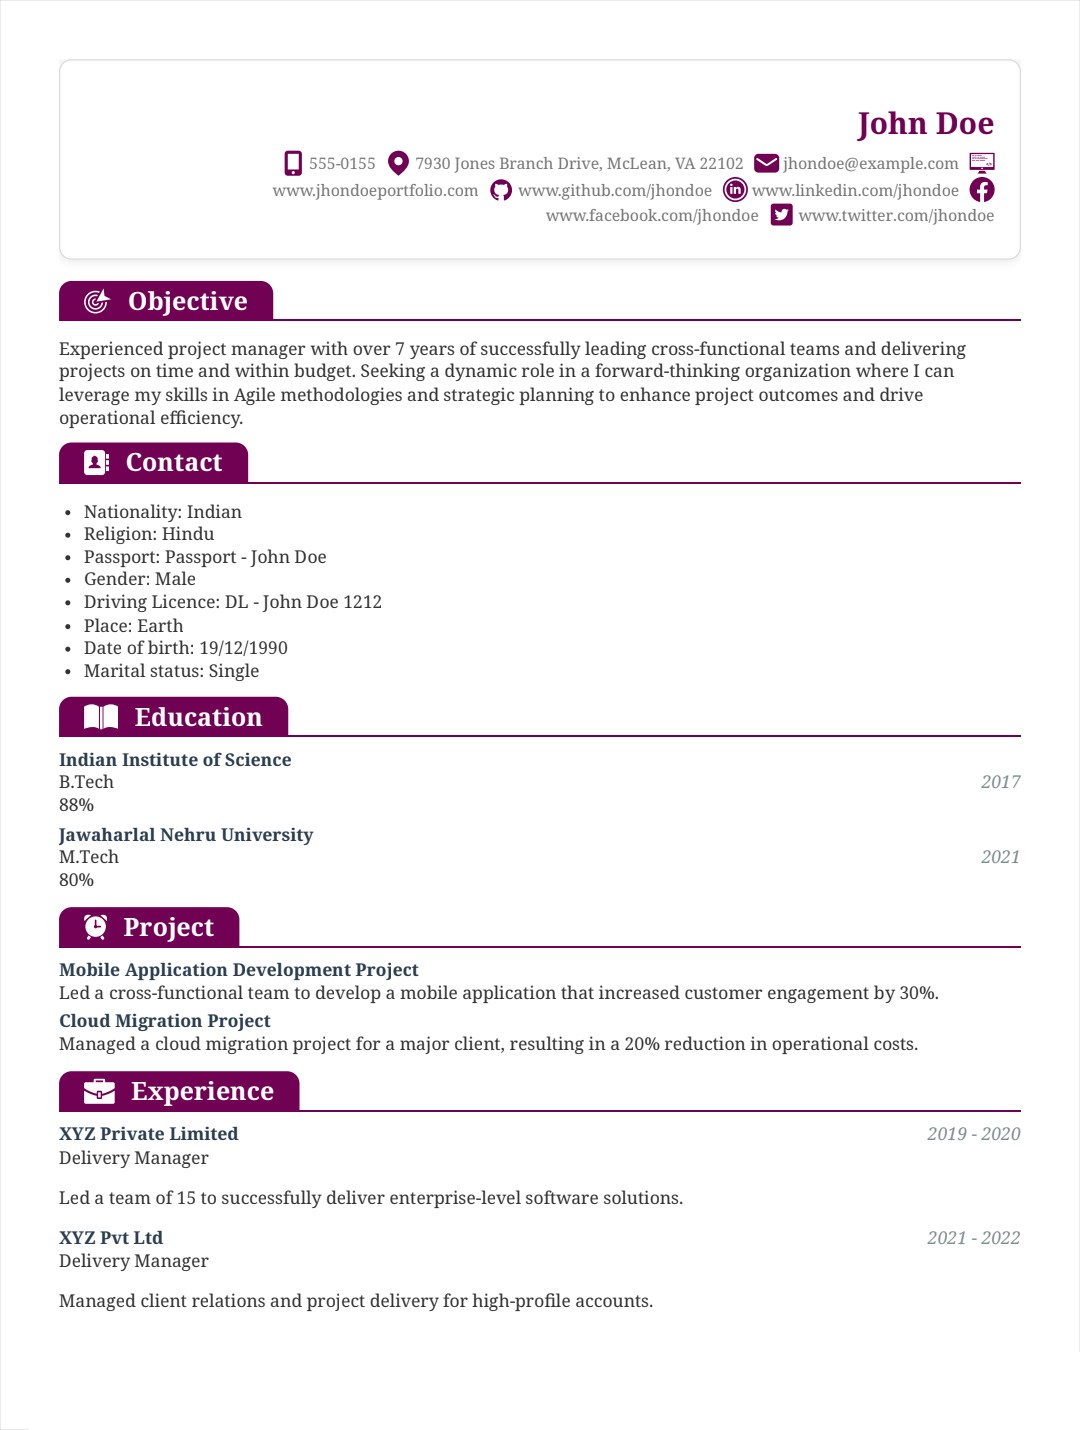 John Doe
555-0155 7930 Jones Branch Drive, McLean, VA 22102 jhondoe@example.com
www.jhondoeportfolio.com www.github.com/jhondoe www.linkedin.com/jhondoe
www.facebook.com/jhondoe www.twitter.com/jhondoe
Objective
Experienced project manager with over 7 years of successfully leading cross-functional teams and delivering
projects on time and within budget. Seeking a dynamic role in a forward-thinking organization where I can
leverage my skills in Agile methodologies and strategic planning to enhance project outcomes and drive
operational efficiency.
Contact
• Nationality: Indian
• Religion: Hindu
• Passport: Passport - John Doe
• Gender: Male
• Driving Licence: DL - John Doe 1212
• Place: Earth
• Date of birth: 19/12/1990
• Marital status: Single
Education
Indian Institute of Science
B.Tech 2017
88%
Jawaharlal Nehru University
M.Tech 2021
80%
Project
Mobile Application Development Project
Led a cross-functional team to develop a mobile application that increased customer engagement by 30%.
Cloud Migration Project
Managed a cloud migration project for a major client, resulting in a 20% reduction in operational costs.
Experience
XYZ Private Limited 2019 - 2020
Delivery Manager
Led a team of 15 to successfully deliver enterprise-level software solutions.
XYZ Pvt Ltd 2021 - 2022
Delivery Manager
Managed client relations and project delivery for high-profile accounts.